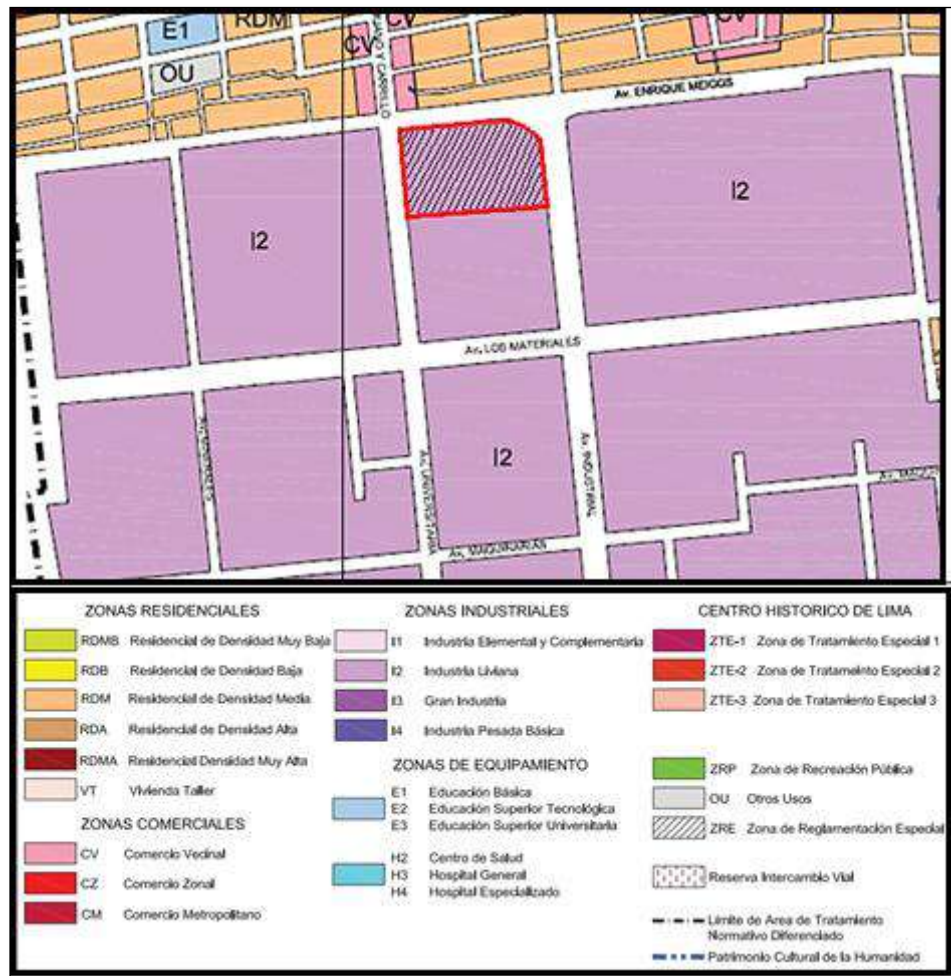 E1
RDM
CV
CV
OU
Av. ENRIQUE MEIGGS
I2
I2
Av. LOS MATERIALES
I2
Av. UNIVERSITARIA
Av. INDUSTRIAL
Av. MAQUINARIAS
ZONAS RESIDENCIALES
RDMB Residencial de Densidad Muy Baja
RDB Residencial de Densidad Baja
RDM Residencial de Densidad Media
RDA Residencial de Densidad Alta
RDMA Residencial Densidad Muy Alta
VT Vivienda Taller
ZONAS COMERCIALES
CV Comercio Vecinal
CZ Comercio Zonal
CM Comercio Metropolitano
ZONAS INDUSTRIALES
I1 Industria Elemental y Complementaria
I2 Industria Liviana
I3 Gran Industria
I4 Industria Pesada Básica
ZONAS DE EQUIPAMIENTO
E1 Educación Básica
E2 Educación Superior Tecnológica
E3 Educación Superior Universitaria
H2 Centro de Salud
H3 Hospital General
H4 Hospital Especializado
CENTRO HISTORICO DE LIMA
ZTE-1 Zona de Tratamiento Especial 1
ZTE-2 Zona de Tratameinto Especial 2
ZTE-3 Zona de Tratamiento Especial 3
ZRP Zona de Recreación Pública
OU Otros Usos
ZRE Zona de Reglamentación Especial
Reserva Intercambio Vial
Límite de Area de Tratamiento
Normativo Diferenciado
Patrimonio Cultural de la Humanidad